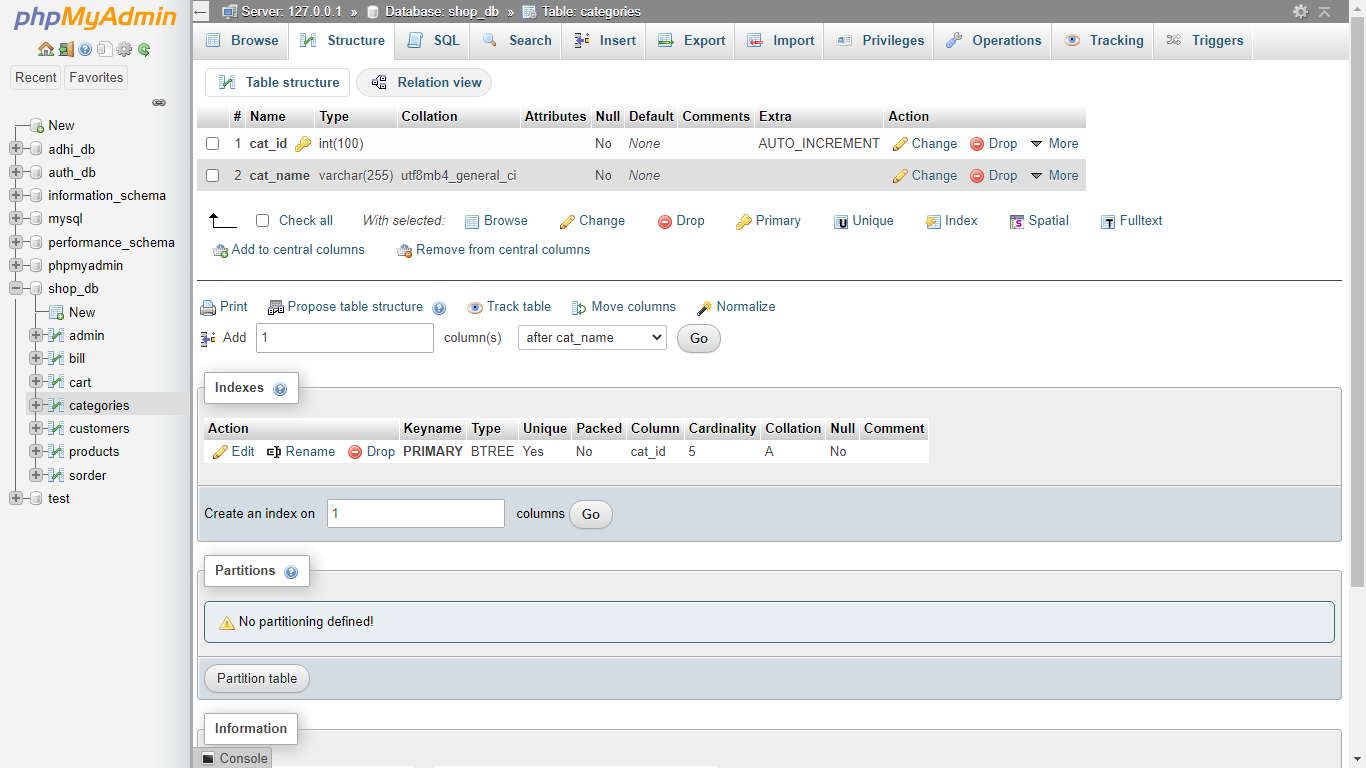 phpMyAdmin
Recent Favorites
New
adhi_db
auth_db
information_schema
mysql
performance_schema
phpmyadmin
shop_db
New
admin
bill
cart
categories
customers
products
sorder
test
Server: 127.0.0.1 » Database: shop_db » Table: categories
Browse Structure SQL Search Insert Export Import Privileges Operations Tracking Triggers
Table structure Relation view
# Name Type Collation Attributes Null Default Comments Extra Action
1 cat_id int(100) No None AUTO_INCREMENT Change Drop More
2 cat_name varchar(255) utf8mb4_general_ci No None Change Drop More
Check all With selected: Browse Change Drop Primary Unique Index Spatial Fulltext
Add to central columns Remove from central columns
Print Propose table structure Track table Move columns Normalize
Add 1 column(s) after cat_name Go
Indexes
Action Keyname Type Unique Packed Column Cardinality Collation Null Comment
Edit Rename Drop PRIMARY BTREE Yes No cat_id 5 A No
Create an index on 1 columns Go
Partitions
No partitioning defined!
Partition table
Information
Console